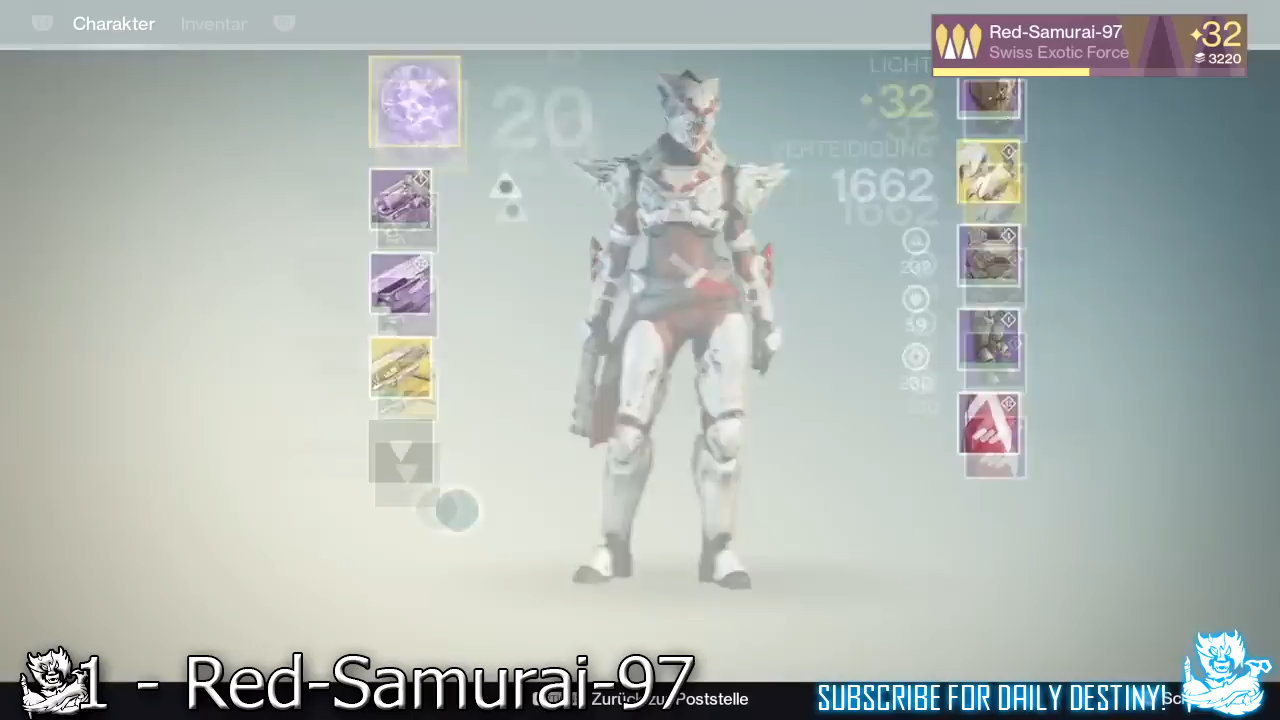 Charakter Inventar
Red-Samurai-97
Swiss Exotic Force
32
3220
20
LICHT
32
VERTEIDIGUNG
1662
1 - Red-Samurai-97
Zurück zur Poststelle
SUBSCRIBE FOR DAILY DESTINY!